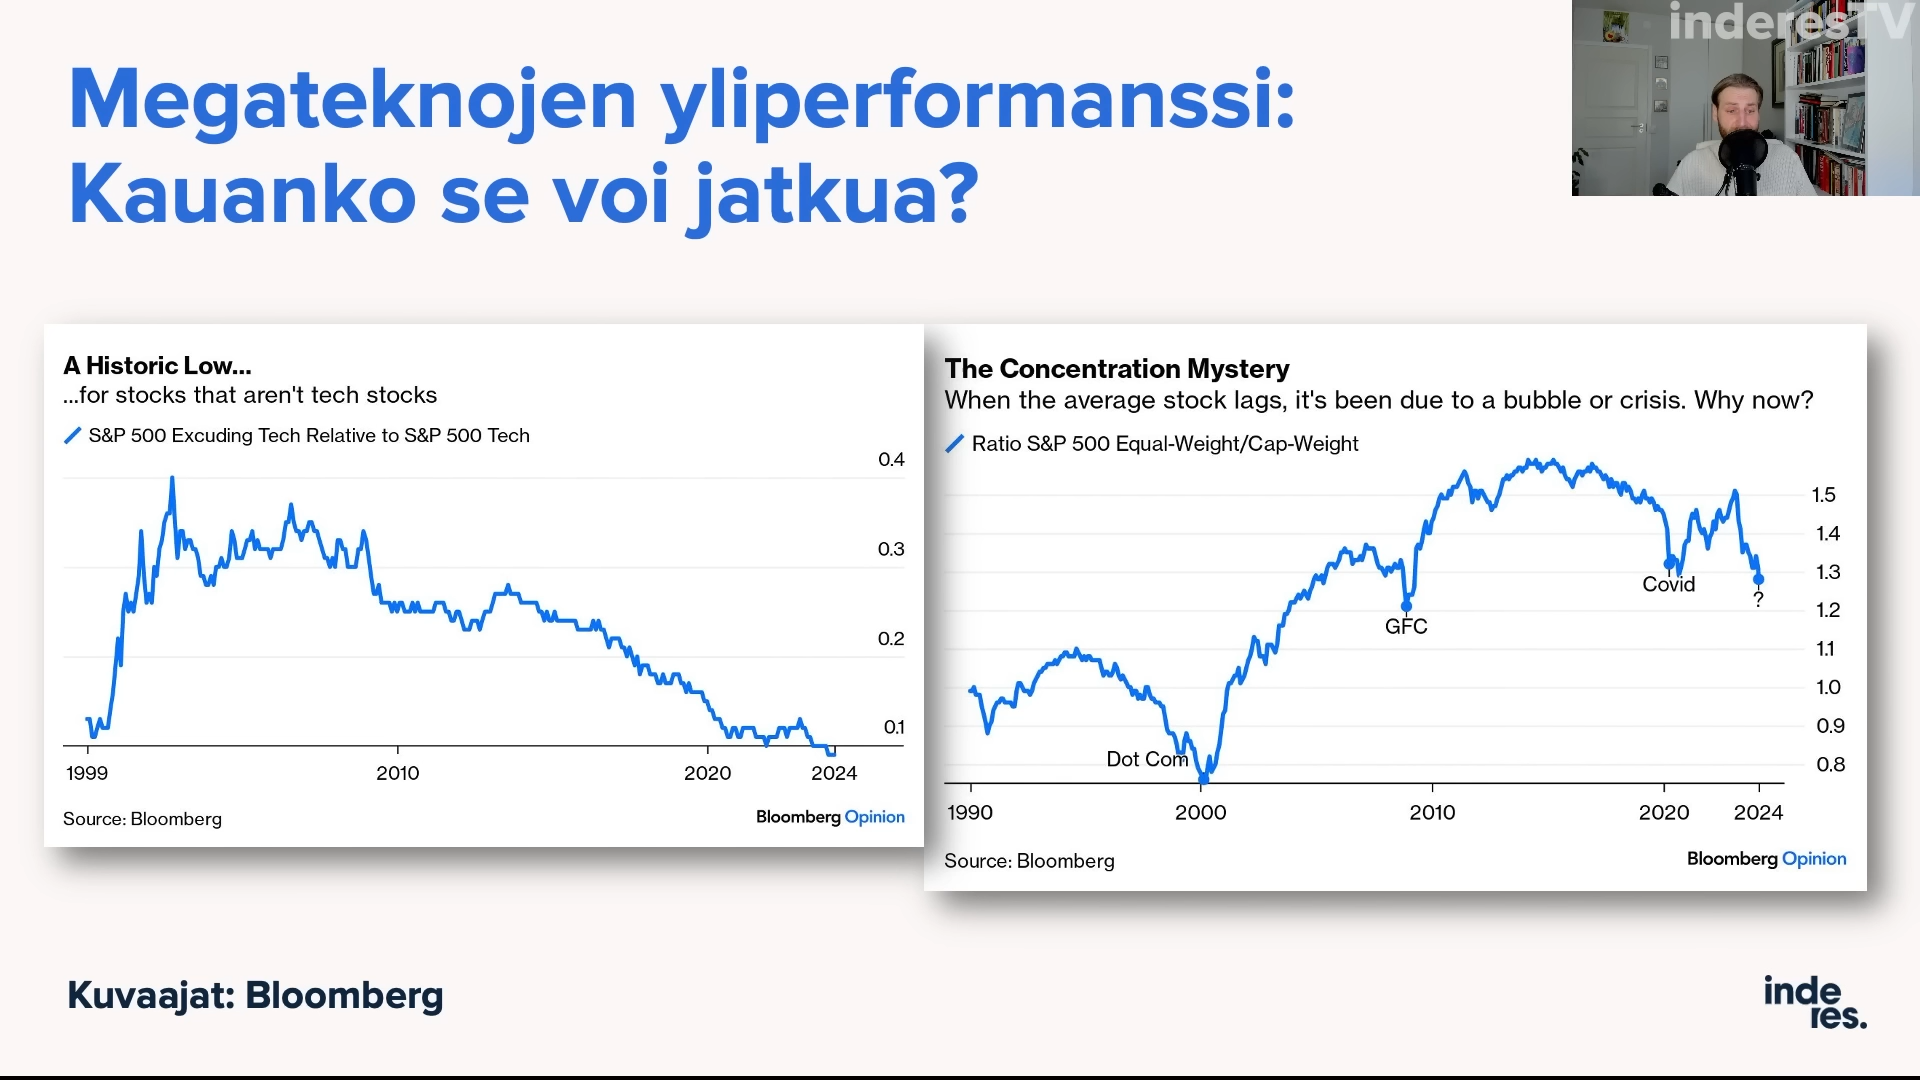 inderesTV
Megateknojen yliperformanssi:
Kauanko se voi jatkua?
A Historic Low...
...for stocks that aren't tech stocks
S&P 500 Excuding Tech Relative to S&P 500 Tech
0.4
0.3
0.2
0.1
1999 2010 2020 2024
Source: Bloomberg
Bloomberg Opinion
The Concentration Mystery
When the average stock lags, it's been due to a bubble or crisis. Why now?
Ratio S&P 500 Equal-Weight/Cap-Weight
1.5
1.4
1.3
Covid
?
1.2
GFC
1.1
1.0
0.9
Dot Com
0.8
1990 2000 2010 2020 2024
Source: Bloomberg
Bloomberg Opinion
Kuvaajat: Bloomberg
inde
res.